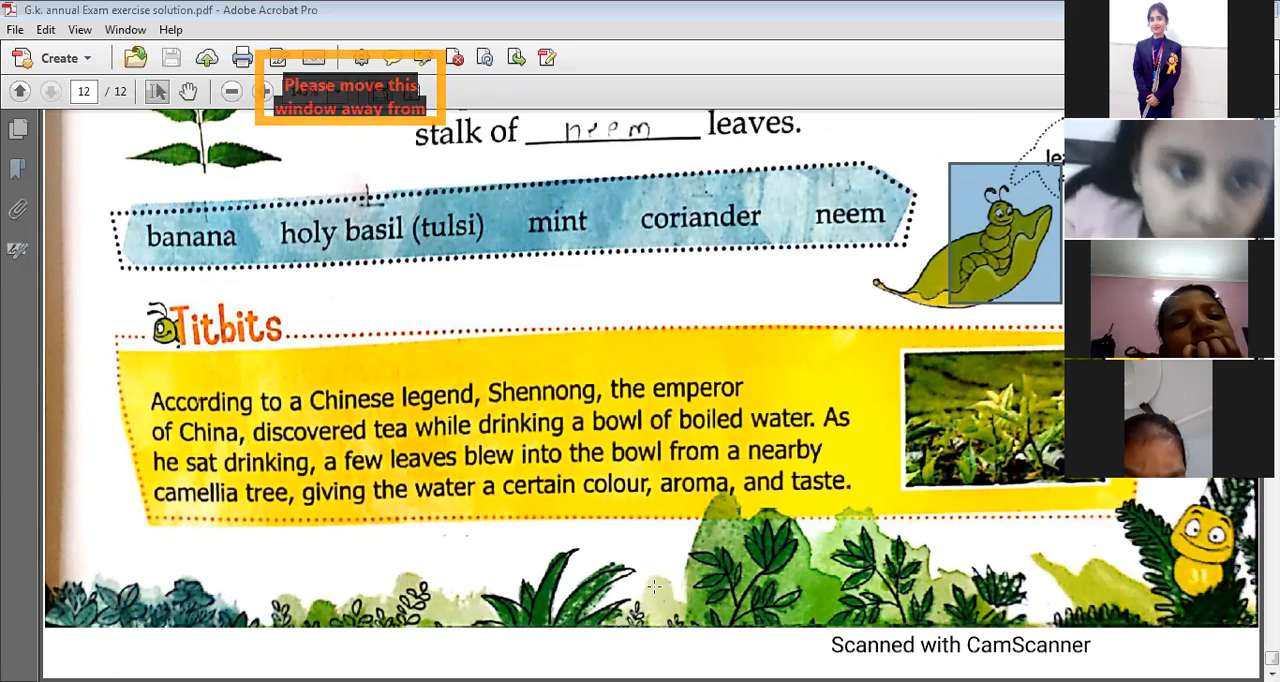 G.k. annual Exam exercise solution.pdf - Adobe Acrobat Pro
File Edit View Window Help
Create
Please move this
window away from
12 / 12
stalk of neem leaves.
banana holy basil (tulsi) mint coriander neem
Titbits
According to a Chinese legend, Shennong, the emperor
of China, discovered tea while drinking a bowl of boiled water. As
he sat drinking, a few leaves blew into the bowl from a nearby
camellia tree, giving the water a certain colour, aroma, and taste.
31
Scanned with CamScanner